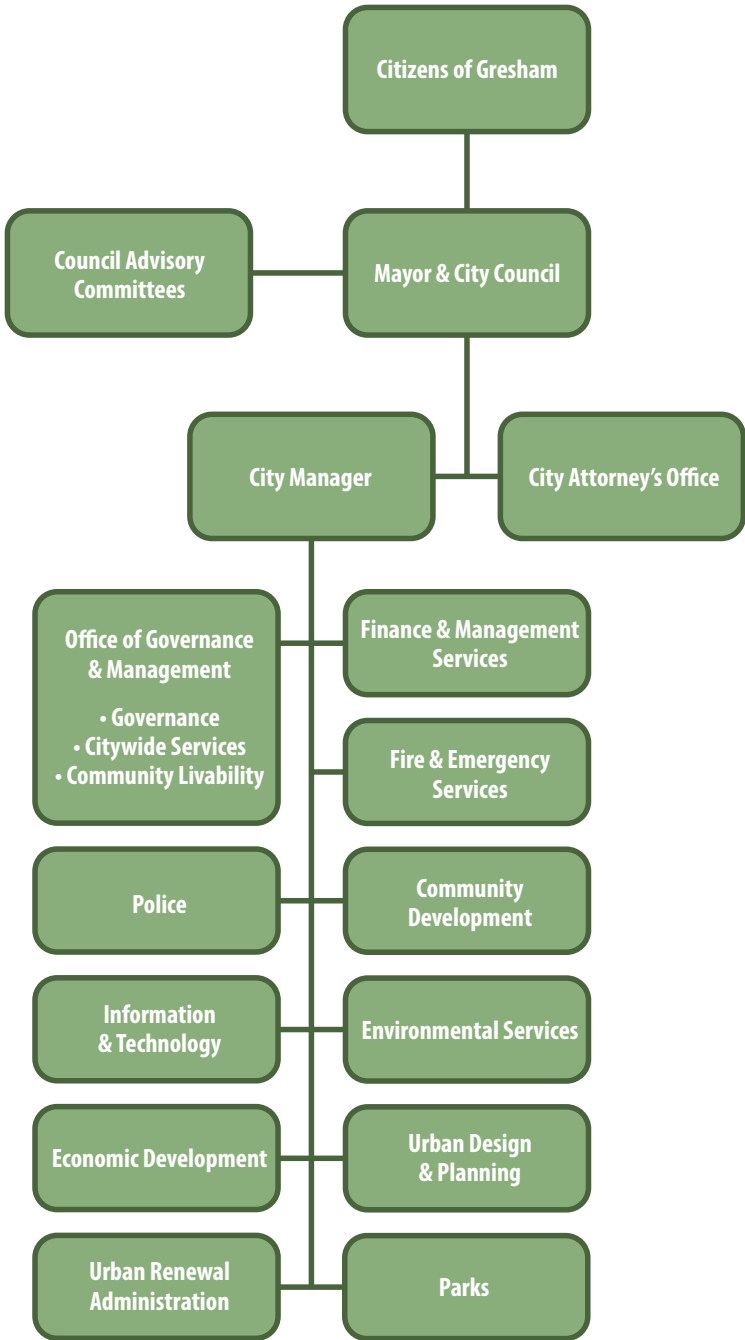 Citizens of Gresham
Council Advisory
Committees
Mayor & City Council
City Manager
City Attorney’s Office
Office of Governance
& Management
• Governance
• Citywide Services
• Community Livability
Finance & Management
Services
Fire & Emergency
Services
Police
Community
Development
Information
& Technology
Environmental Services
Economic Development
Urban Design
& Planning
Urban Renewal
Administration
Parks